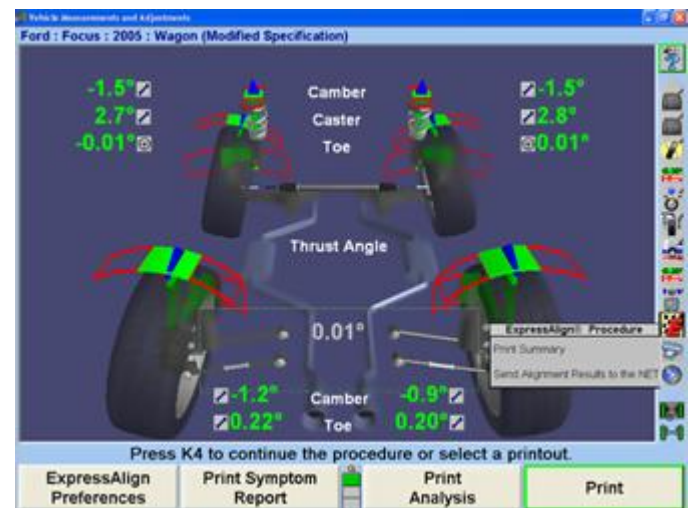 Vehicle Measurements and Adjustments
Ford : Focus : 2005 : Wagon (Modified Specification)
-1.5° Camber -1.5°
2.7° Caster 2.8°
-0.01° Toe 0.01°
Thrust Angle
0.01°
ExpressAlign® Procedure
Print Summary
Send Alignment Results to the NET
-1.2° Camber -0.9°
0.22° Toe 0.20°
Press K4 to continue the procedure or select a printout.
ExpressAlign Preferences
Print Symptom Report
Print Analysis
Print